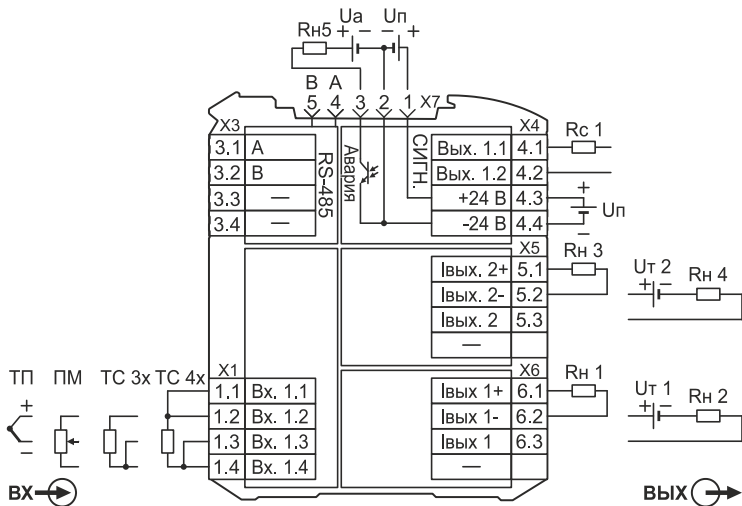 Uа Uп
Rн5 + − − +
B A
5 4 3 2 1 X7
X3
3.1 A
3.2 B
3.3 —
3.4 —
RS-485
Авария
СИГН.
X4
Вых. 1.1 4.1
Вых. 1.2 4.2
+24 В 4.3
-24 В 4.4
Rс 1
+
Uп
−
X5
Iвых. 2+ 5.1
Iвых. 2- 5.2
Iвых. 2 5.3
—
Rн 3
Uт 2 Rн 4
+ −
X1
1.1 Вх. 1.1
1.2 Вх. 1.2
1.3 Вх. 1.3
1.4 Вх. 1.4
ТП ПМ ТС 3х ТС 4х
+
−
X6
Iвых 1+ 6.1
Iвых 1- 6.2
Iвых 1 6.3
—
Rн 1
Uт 1 Rн 2
+ −
ВХ
ВЫХ